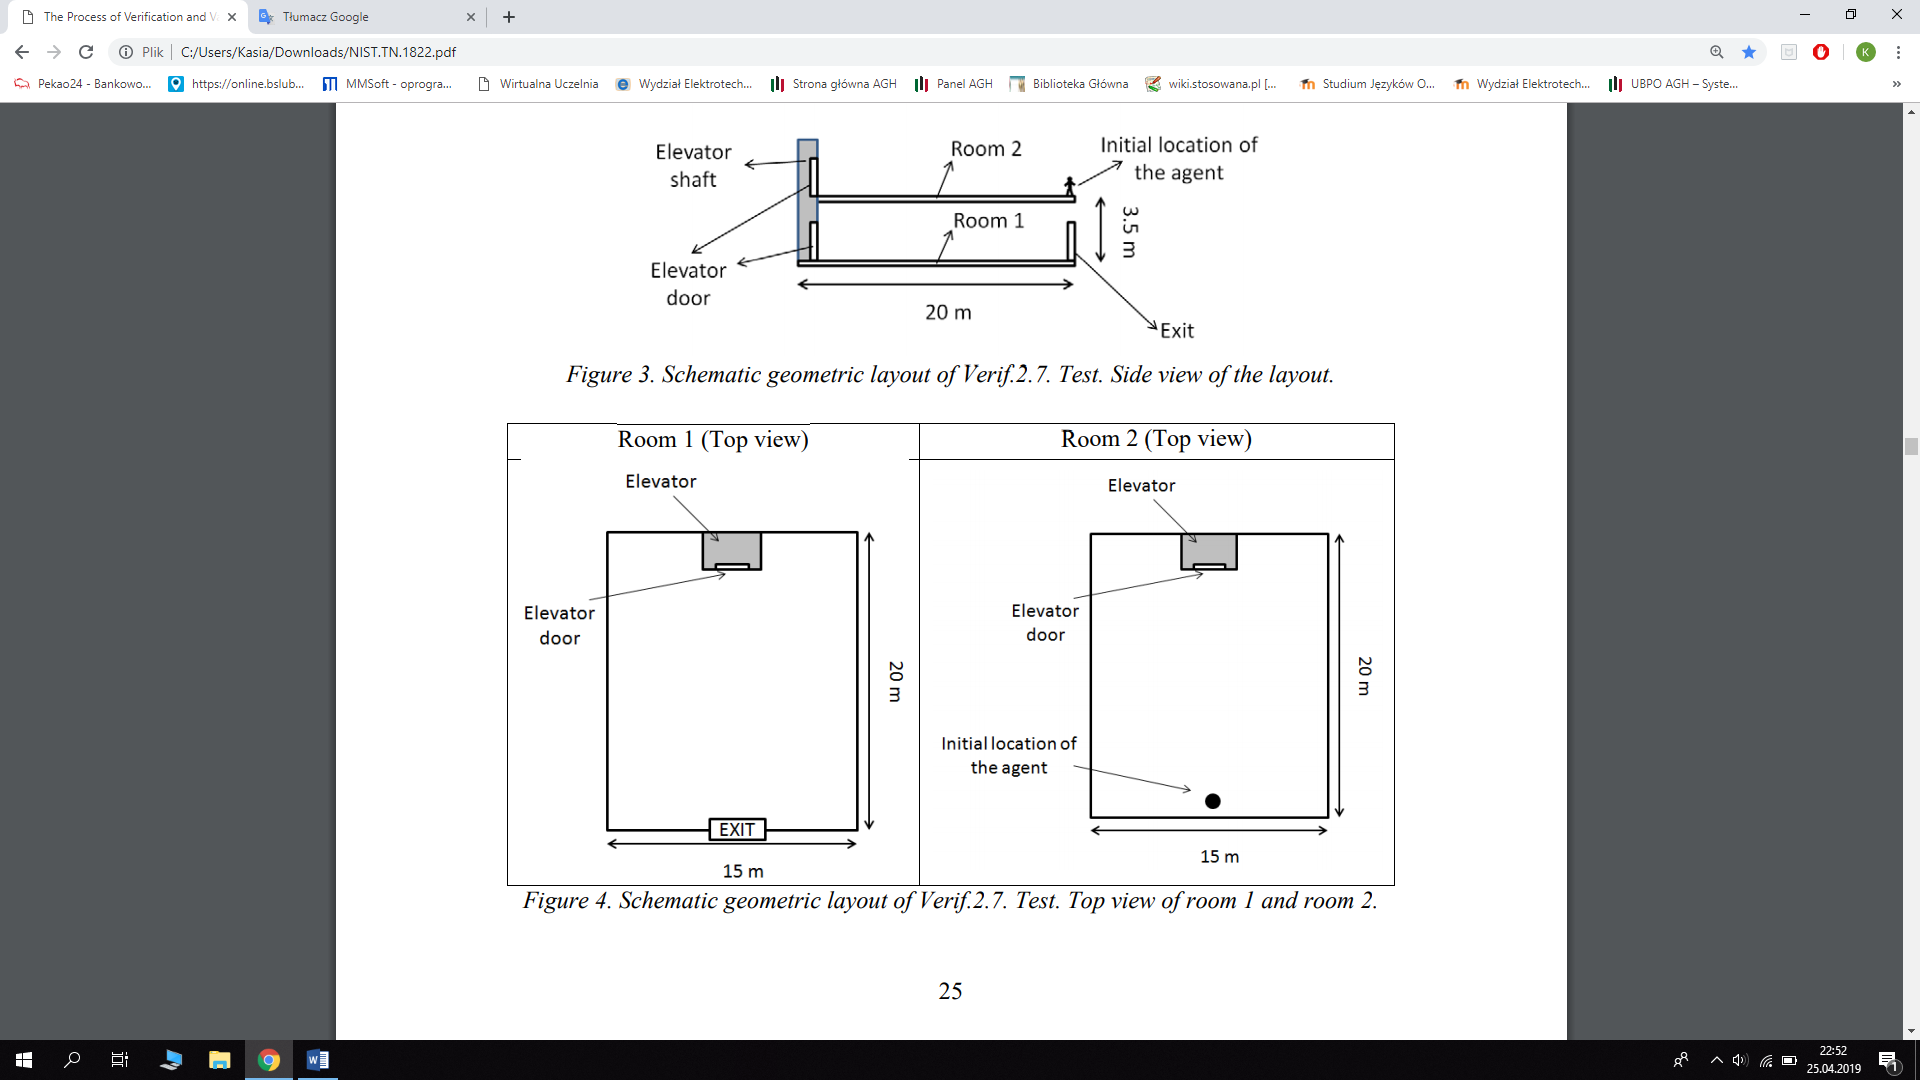 The Process of Verification and V
Tłumacz Google
Plik
C:/Users/Kasia/Downloads/NIST.TN.1822.pdf
K
Pekao24 - Bankowo...
https://online.bslub...
MMSoft - oprogra...
Wirtualna Uczelnia
Wydział Elektrotech...
Strona główna AGH
Panel AGH
Biblioteka Główna
wiki.stosowana.pl [...
Studium Języków O...
Wydział Elektrotech...
UBPO AGH – Syste...
Elevator
shaft
Room 2
Initial location of
the agent
Room 1
3.5 m
Elevator
door
20 m
Exit
Figure 3. Schematic geometric layout of Verif.2.7. Test. Side view of the layout.
Room 1 (Top view)
Room 2 (Top view)
Elevator
Elevator
door
20 m
EXIT
15 m
Elevator
Elevator
door
20 m
Initial location of
the agent
15 m
Figure 4. Schematic geometric layout of Verif.2.7. Test. Top view of room 1 and room 2.
25
22:52
25.04.2019
1